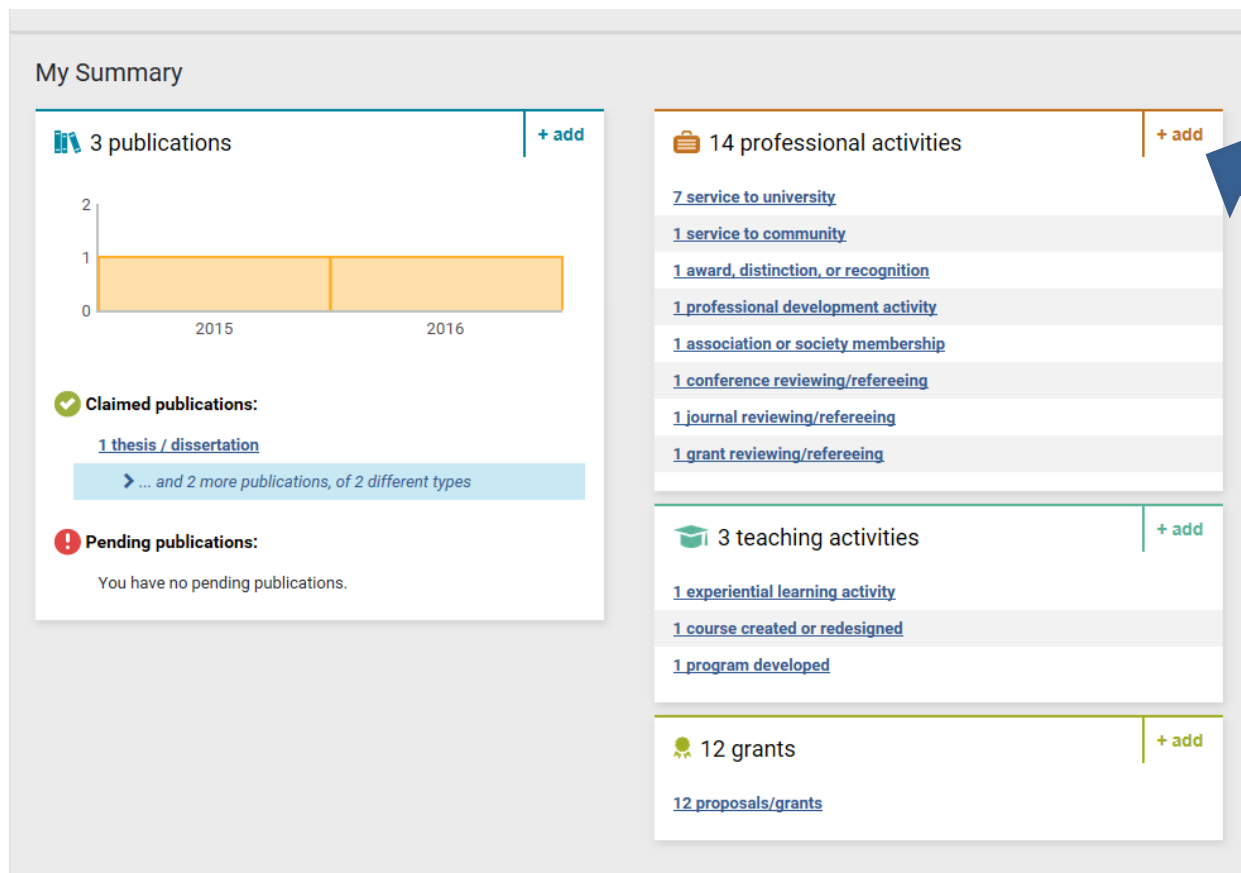 My Summary
3 publications
+ add
2
1
0
2015 2016
Claimed publications:
1 thesis / dissertation
... and 2 more publications, of 2 different types
Pending publications:
You have no pending publications.
14 professional activities
+ add
7 service to university
1 service to community
1 award, distinction, or recognition
1 professional development activity
1 association or society membership
1 conference reviewing/refereeing
1 journal reviewing/refereeing
1 grant reviewing/refereeing
3 teaching activities
+ add
1 experiential learning activity
1 course created or redesigned
1 program developed
12 grants
+ add
12 proposals/grants